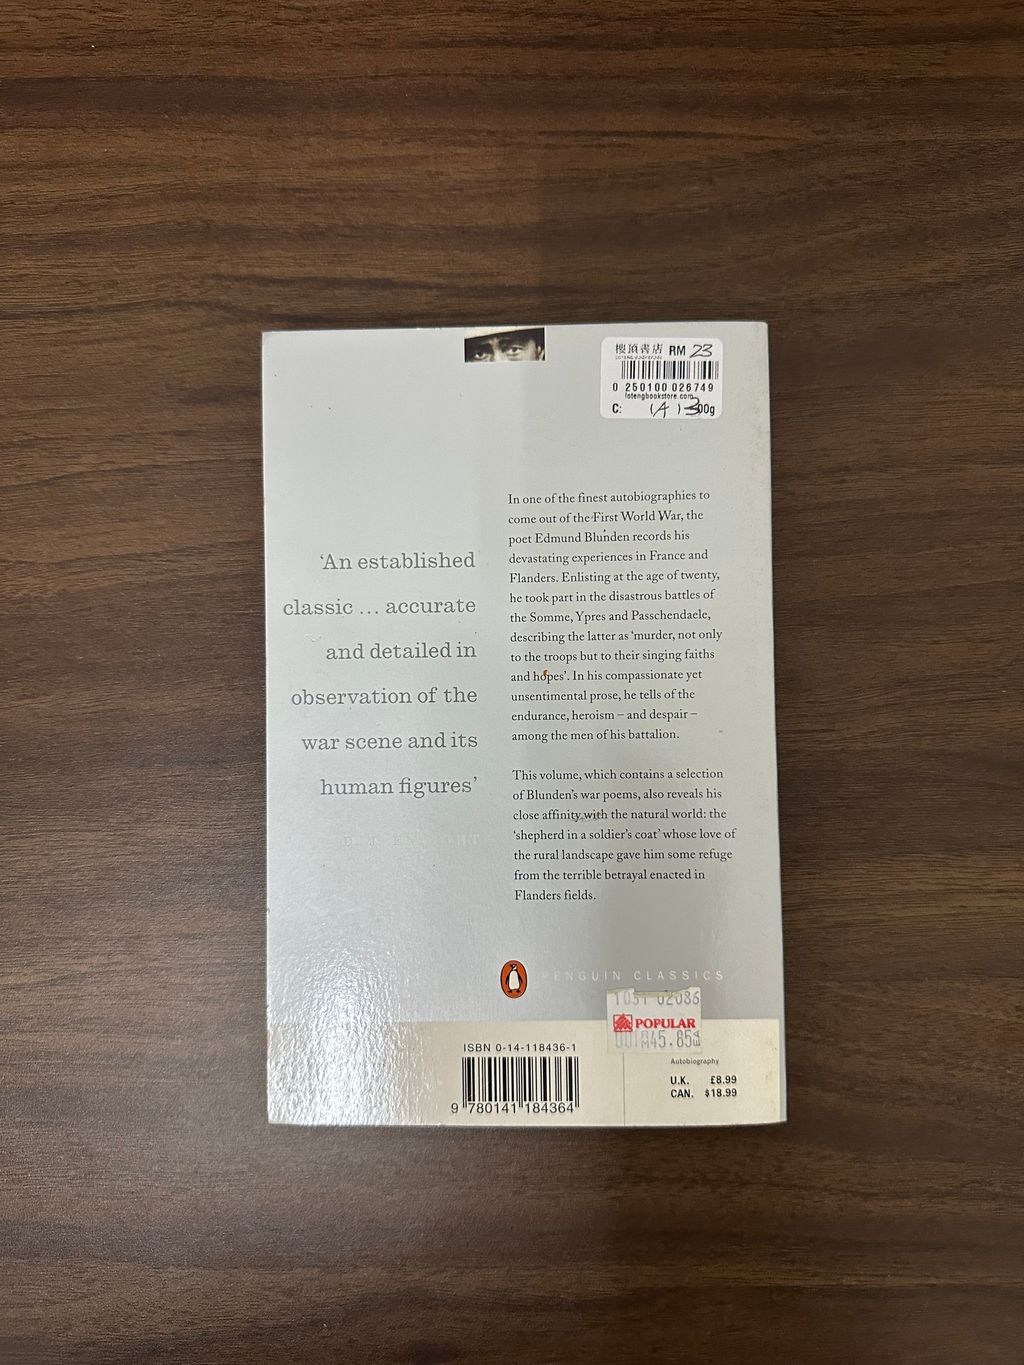 樓頂書店 RM 23
0 250100 026749
lotengbookstore.com
C: (A) 300g
'An established
classic ... accurate
and detailed in
observation of the
war scene and its
human figures'
In one of the finest autobiographies to
come out of the First World War, the
poet Edmund Blunden records his
devastating experiences in France and
Flanders. Enlisting at the age of twenty,
he took part in the disastrous battles of
the Somme, Ypres and Passchendaele,
describing the latter as 'murder, not only
to the troops but to their singing faiths
and hopes'. In his compassionate yet
unsentimental prose, he tells of the
endurance, heroism – and despair –
among the men of his battalion.
This volume, which contains a selection
of Blunden's war poems, also reveals his
close affinity with the natural world: the
'shepherd in a soldier's coat' whose love of
the rural landscape gave him some refuge
from the terrible betrayal enacted in
Flanders fields.
PENGUIN CLASSICS
POPULAR
45.85
ISBN 0-14-118436-1
9 780141 184364
Autobiography
U.K. £8.99
CAN. $18.99